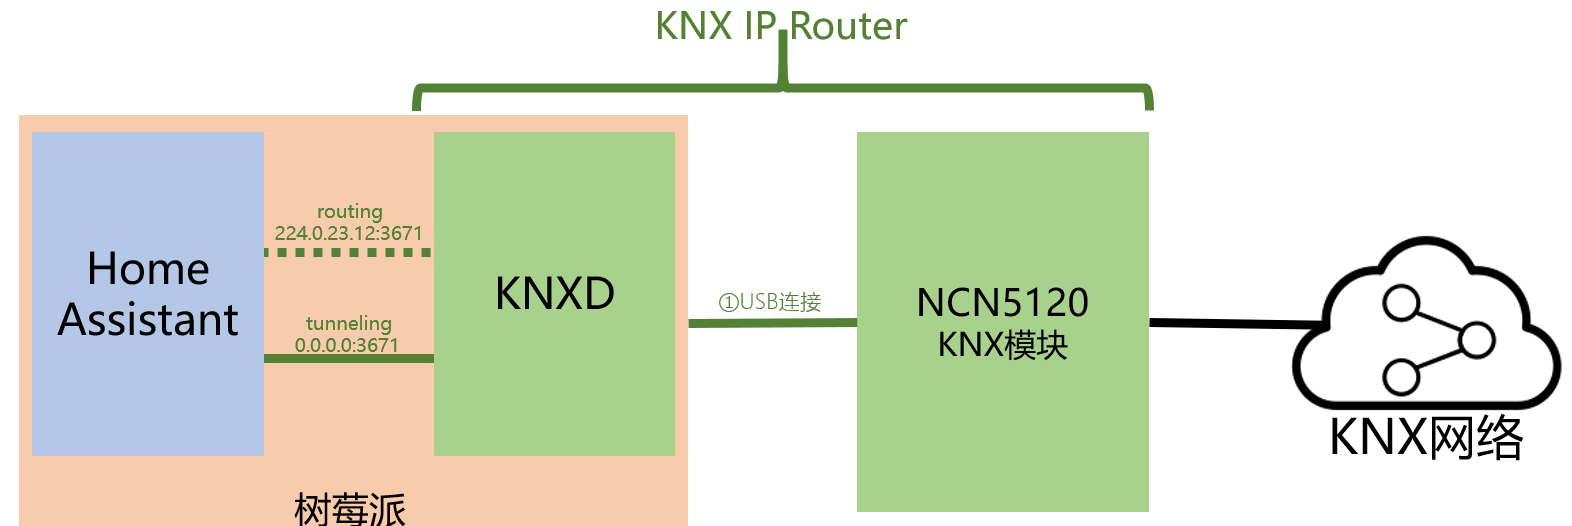 KNX IP Router
Home
Assistant
routing
224.0.23.12:3671
tunneling
0.0.0.0:3671
KNXD
①USB连接
NCN5120
KNX模块
KNX网络
树莓派